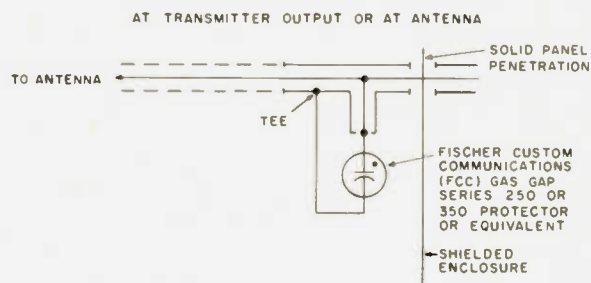 AT TRANSMITTER OUTPUT OR AT ANTENNA
SOLID PANEL
PENETRATION
TO ANTENNA
TEE
FISCHER CUSTOM
COMMUNICATIONS
(FCC) GAS GAP
SERIES 250 OR
350 PROTECTOR
OR EQUIVALENT
SHIELDED
ENCLOSURE